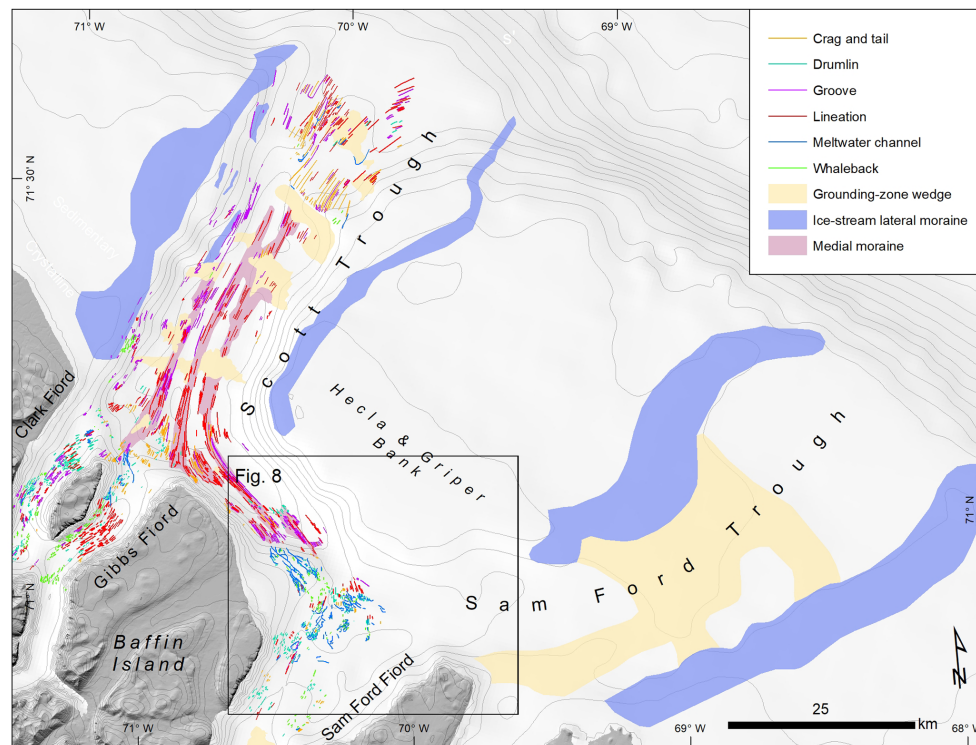 71° W
70° W
69° W
S'
Crag and tail
Drumlin
Groove
Lineation
Meltwater channel
Whaleback
Grounding-zone wedge
Ice-stream lateral moraine
Medial moraine
71° 30' N
Scott Trough
Clark Fiord
Hecla & Griper
Bank
Fig. 8
Gibbs Fiord
71° N
71° N
Sam Ford Trough
Baffin
Island
Sam Ford Fiord
25
km
N
71° W
70° W
69° W
68° W